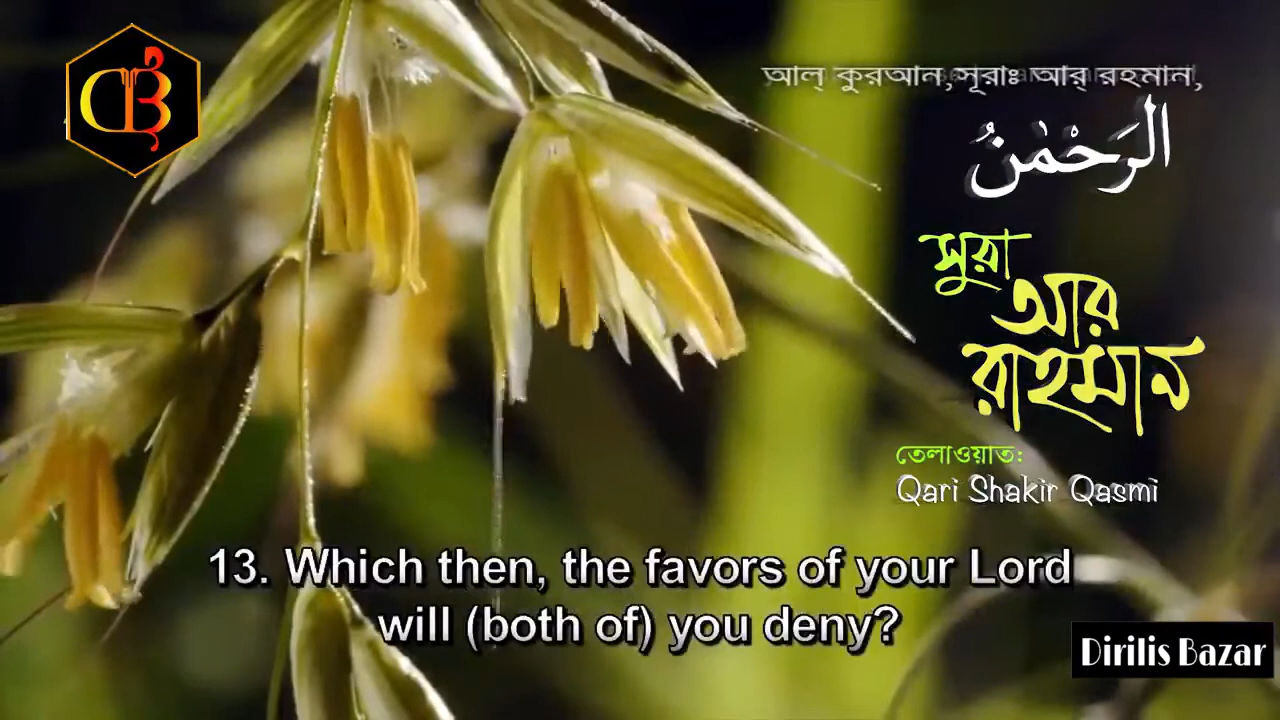 আল্ কুরআন,সূরাঃ আর্ রহমান,
الرَحْمٰنُ
সুরা
আর
রাহমান
তেলাওয়াত:
Qari Shakir Qasmi
13. Which then, the favors of your Lord
will (both of) you deny?
Dirilis Bazar